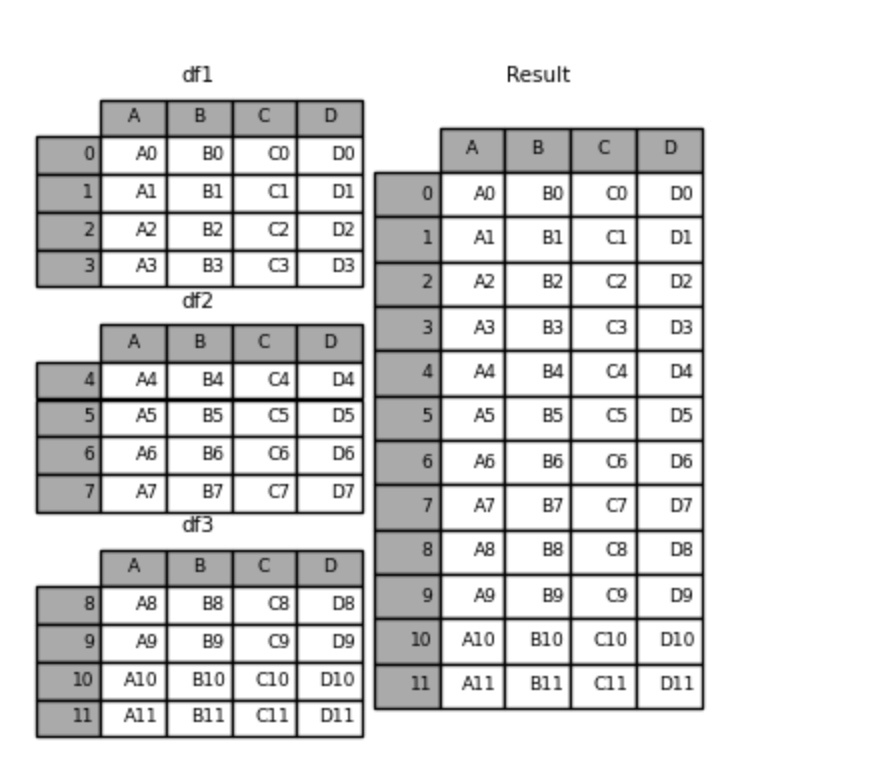 df1
A B C D
0 A0 B0 C0 D0
1 A1 B1 C1 D1
2 A2 B2 C2 D2
3 A3 B3 C3 D3
df2
A B C D
4 A4 B4 C4 D4
5 A5 B5 C5 D5
6 A6 B6 C6 D6
7 A7 B7 C7 D7
df3
A B C D
8 A8 B8 C8 D8
9 A9 B9 C9 D9
10 A10 B10 C10 D10
11 A11 B11 C11 D11
Result
A B C D
0 A0 B0 C0 D0
1 A1 B1 C1 D1
2 A2 B2 C2 D2
3 A3 B3 C3 D3
4 A4 B4 C4 D4
5 A5 B5 C5 D5
6 A6 B6 C6 D6
7 A7 B7 C7 D7
8 A8 B8 C8 D8
9 A9 B9 C9 D9
10 A10 B10 C10 D10
11 A11 B11 C11 D11